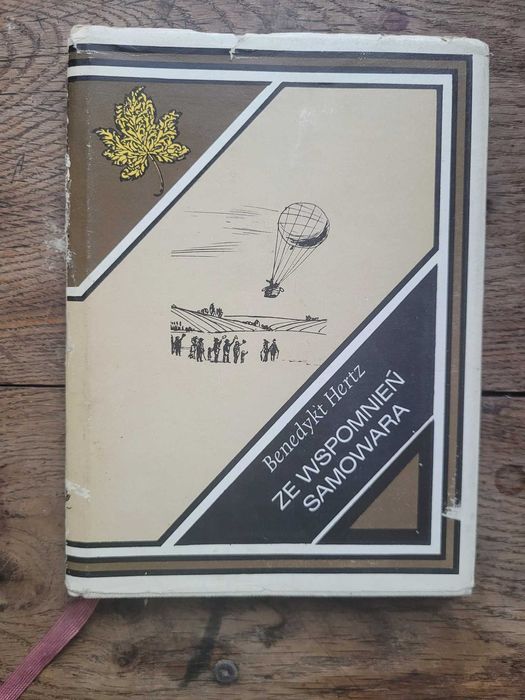 Benedykt Hertz
ZE WSPOMNIEŃ
SAMOWARA